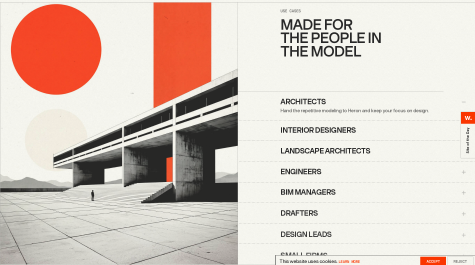 USE CASES
MADE FOR
THE PEOPLE IN
THE MODEL
ARCHITECTS
Hand the repetitive modeling to Heron and keep your focus on design.
INTERIOR DESIGNERS
LANDSCAPE ARCHITECTS
ENGINEERS
BIM MANAGERS
DRAFTERS
DESIGN LEADS
SMALL FIRMS
W.
Site of the Day
This website uses cookies. LEARN MORE
ACCEPT
REJECT